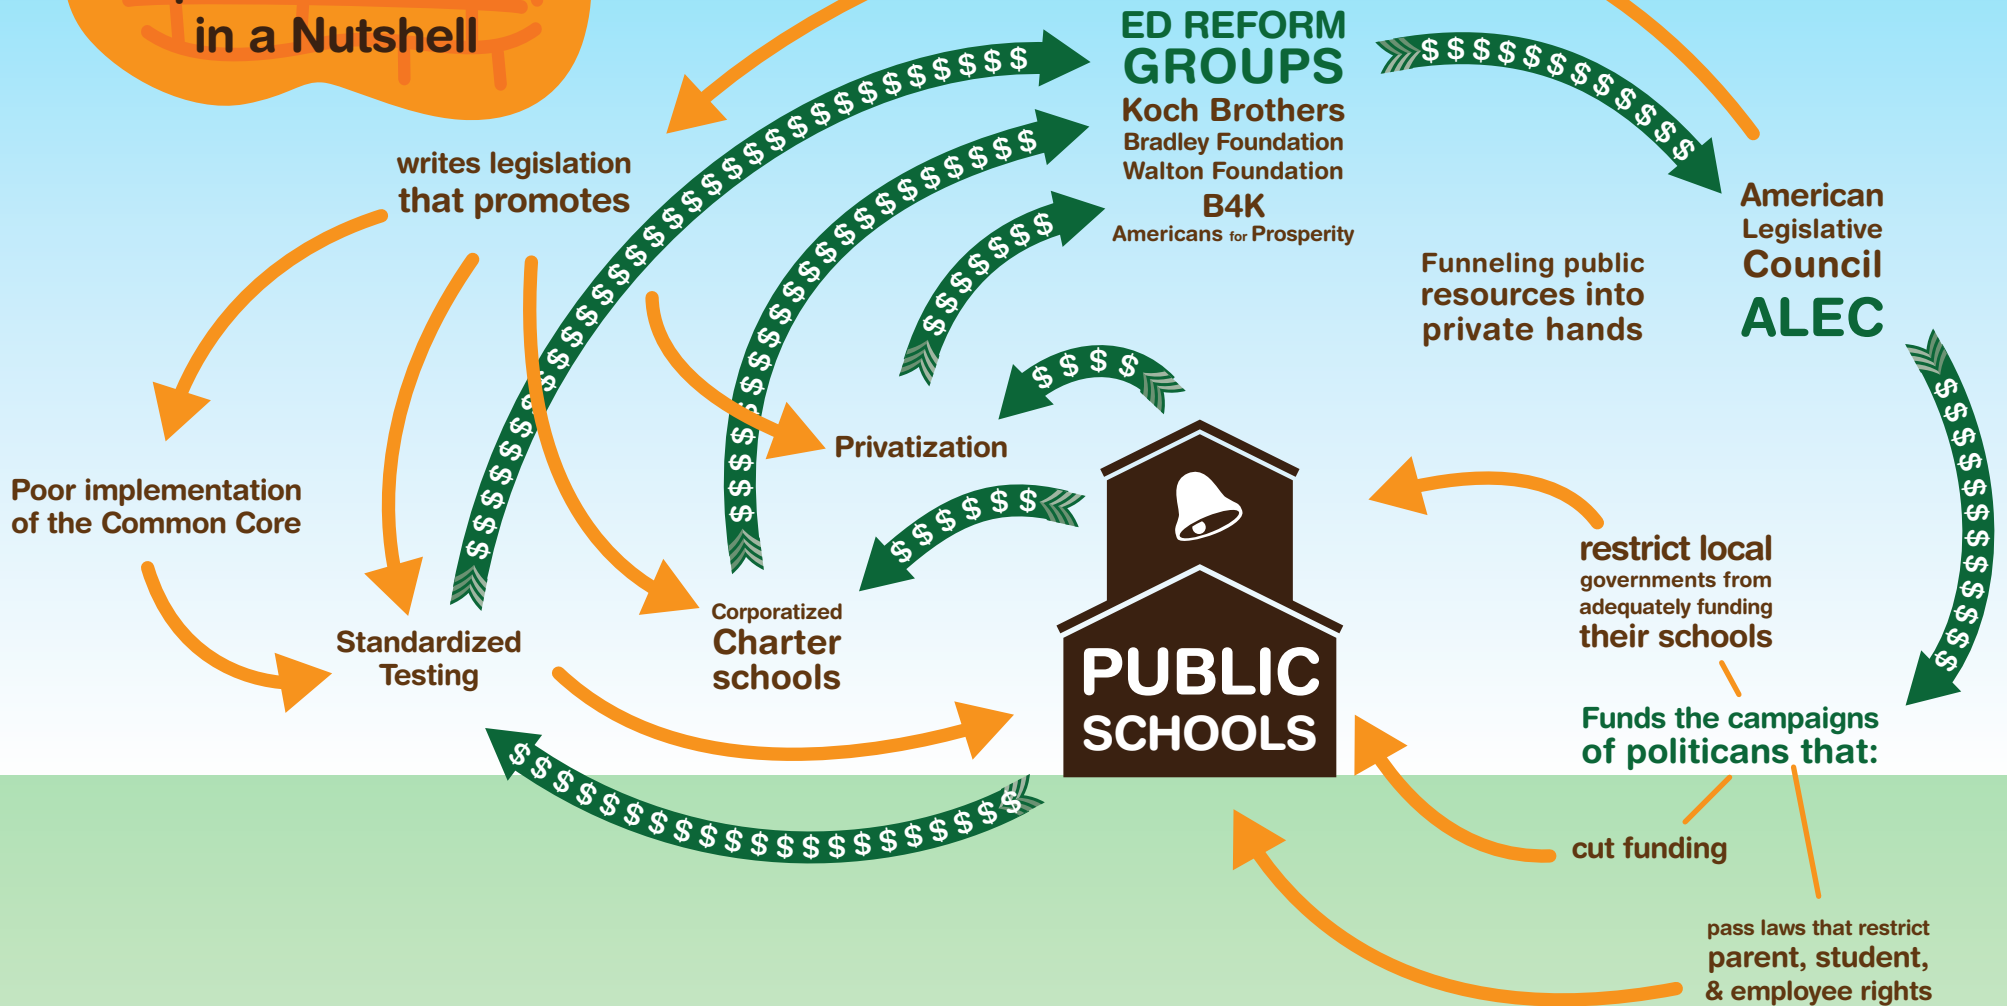 in a Nutshell
ED REFORM
GROUPS
Koch Brothers
Bradley Foundation
Walton Foundation
B4K
Americans for Prosperity
writes legislation
that promotes
American
Legislative
Council
ALEC
Funneling public
resources into
private hands
Privatization
Poor implementation
of the Common Core
restrict local
governments from
adequately funding
their schools
Corporatized
Charter
schools
Standardized
Testing
PUBLIC
SCHOOLS
Funds the campaigns
of politicans that:
cut funding
pass laws that restrict
parent, student,
& employee rights